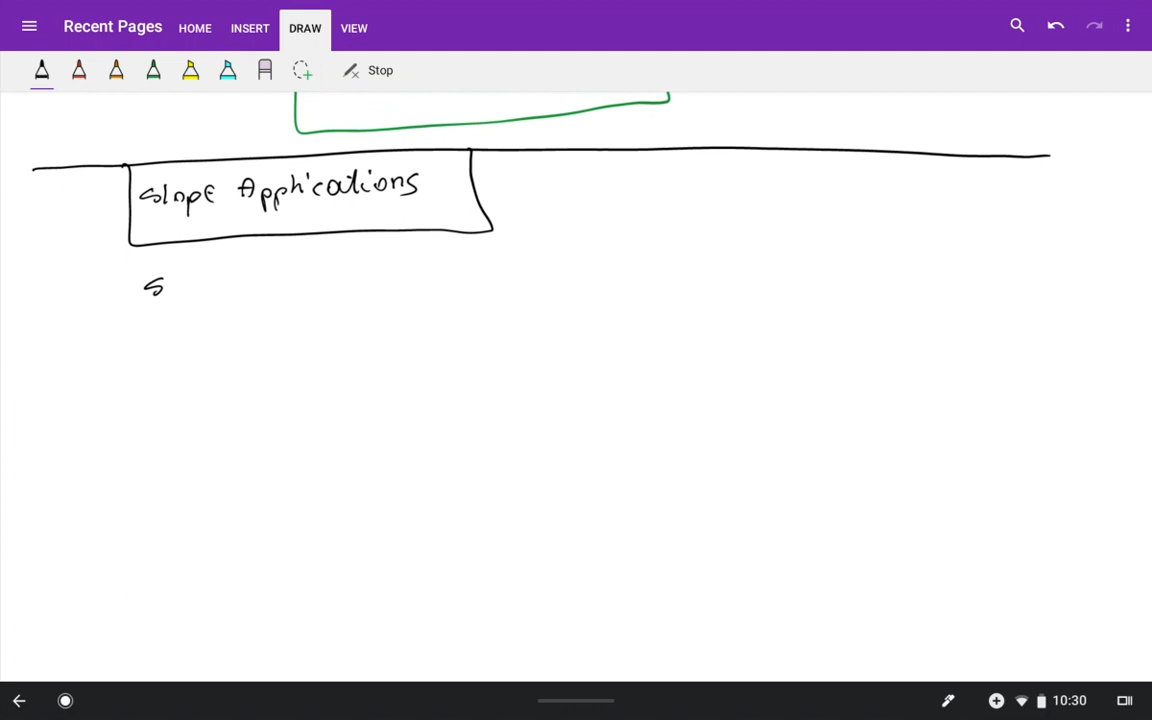 Recent Pages HOME INSERT DRAW VIEW
Stop
Slope Applications
S
10:30